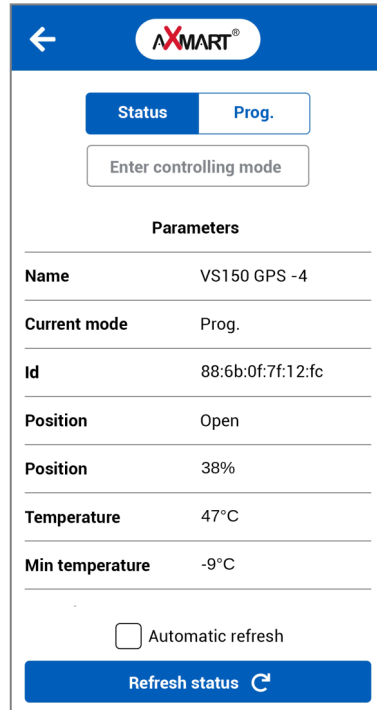 AXMART®
Status Prog.
Enter controlling mode
Parameters
Name VS150 GPS -4
Current mode Prog.
Id 88:6b:0f:7f:12:fc
Position Open
Position 38%
Temperature 47°C
Min temperature -9°C
Automatic refresh
Refresh status